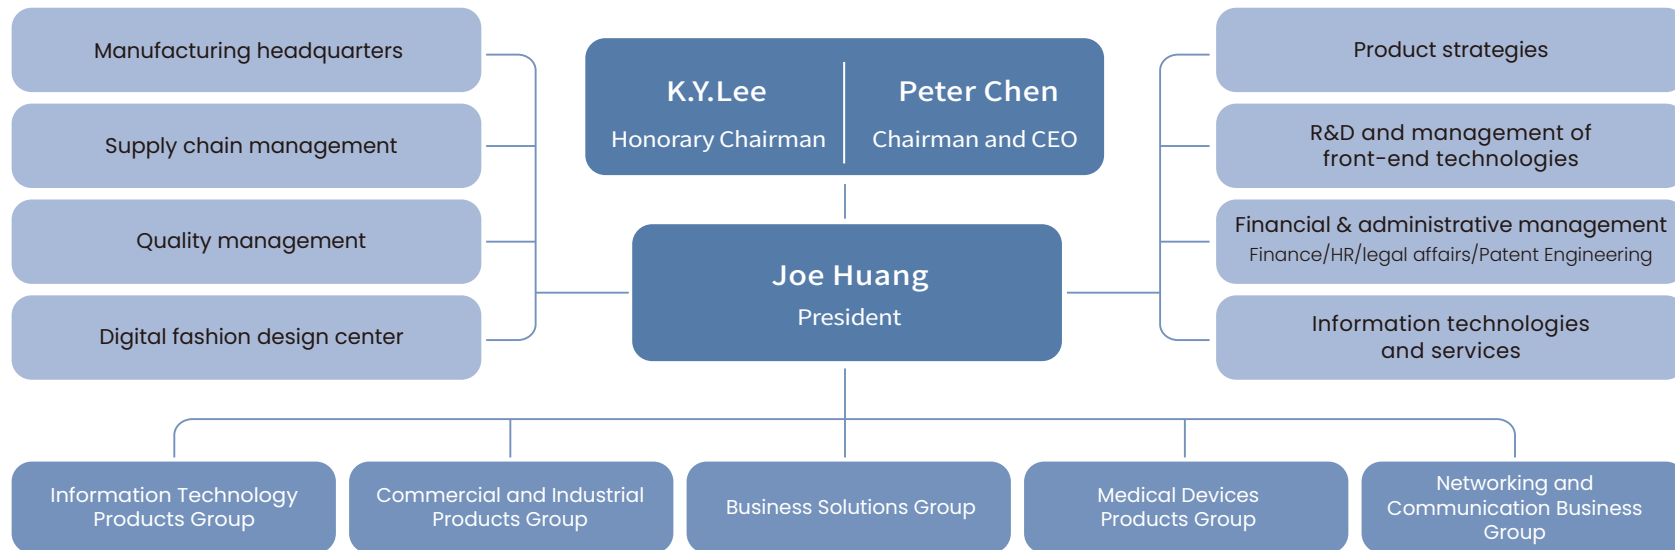 Manufacturing headquarters
Supply chain management
Quality management
Digital fashion design center
K.Y.Lee
Honorary Chairman
Peter Chen
Chairman and CEO
Joe Huang
President
Product strategies
R&D and management of
front-end technologies
Financial & administrative management
Finance/HR/legal affairs/Patent Engineering
Information technologies
and services
Information Technology
Products Group
Commercial and Industrial
Products Group
Business Solutions Group
Medical Devices
Products Group
Networking and
Communication Business
Group